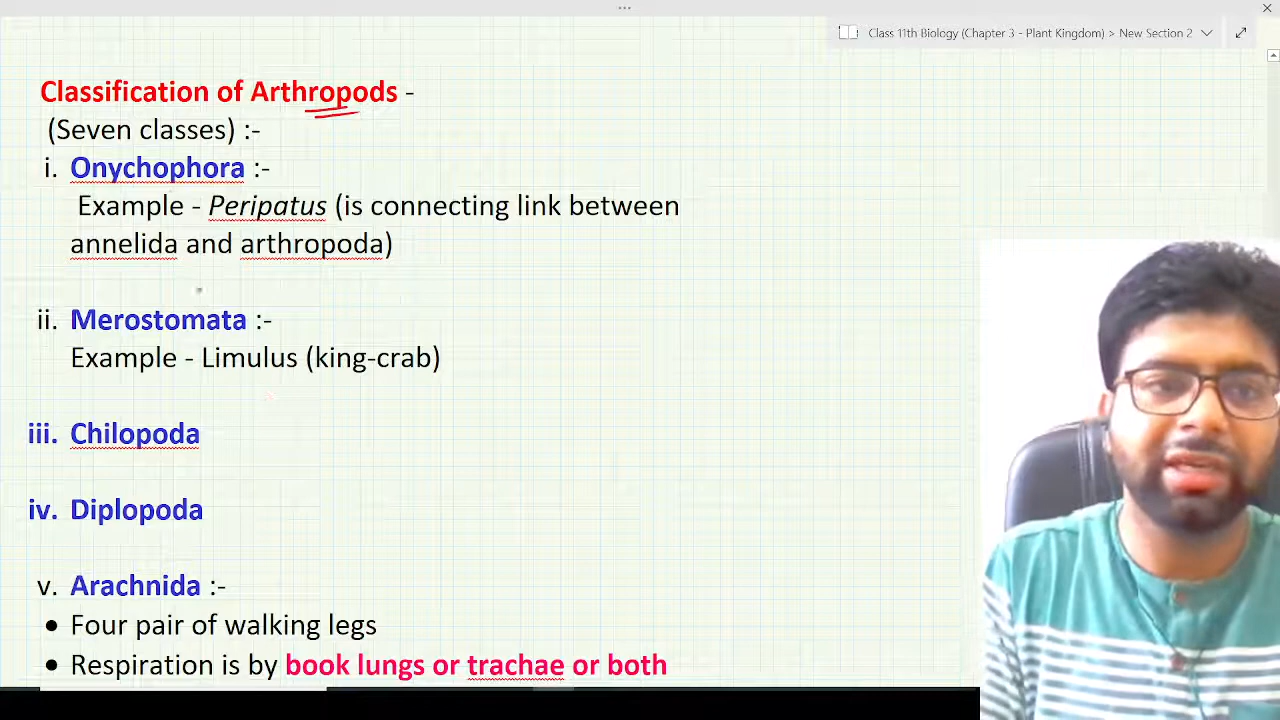 Class 11th Biology (Chapter 3 - Plant Kingdom) > New Section 2
Classification of Arthropods -
(Seven classes) :-
i. Onychophora :-
Example - Peripatus (is connecting link between
annelida and arthropoda)
ii. Merostomata :-
Example - Limulus (king-crab)
iii. Chilopoda
iv. Diplopoda
v. Arachnida :-
• Four pair of walking legs
• Respiration is by book lungs or trachae or both